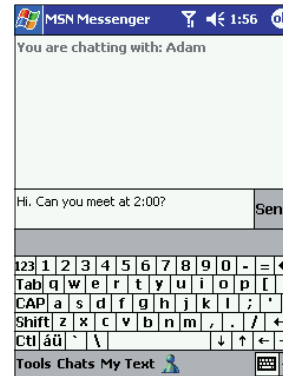 MSN Messenger 1:56 ok
You are chatting with: Adam
Hi. Can you meet at 2:00?
Sen
123 1 2 3 4 5 6 7 8 9 0 - =
Tab q w e r t y u i o p [
CAP a s d f g h j k l ; '
Shift z x c v b n m , . /
Ctl áü ` \ ↓ ↑ ←
Tools Chats My Text